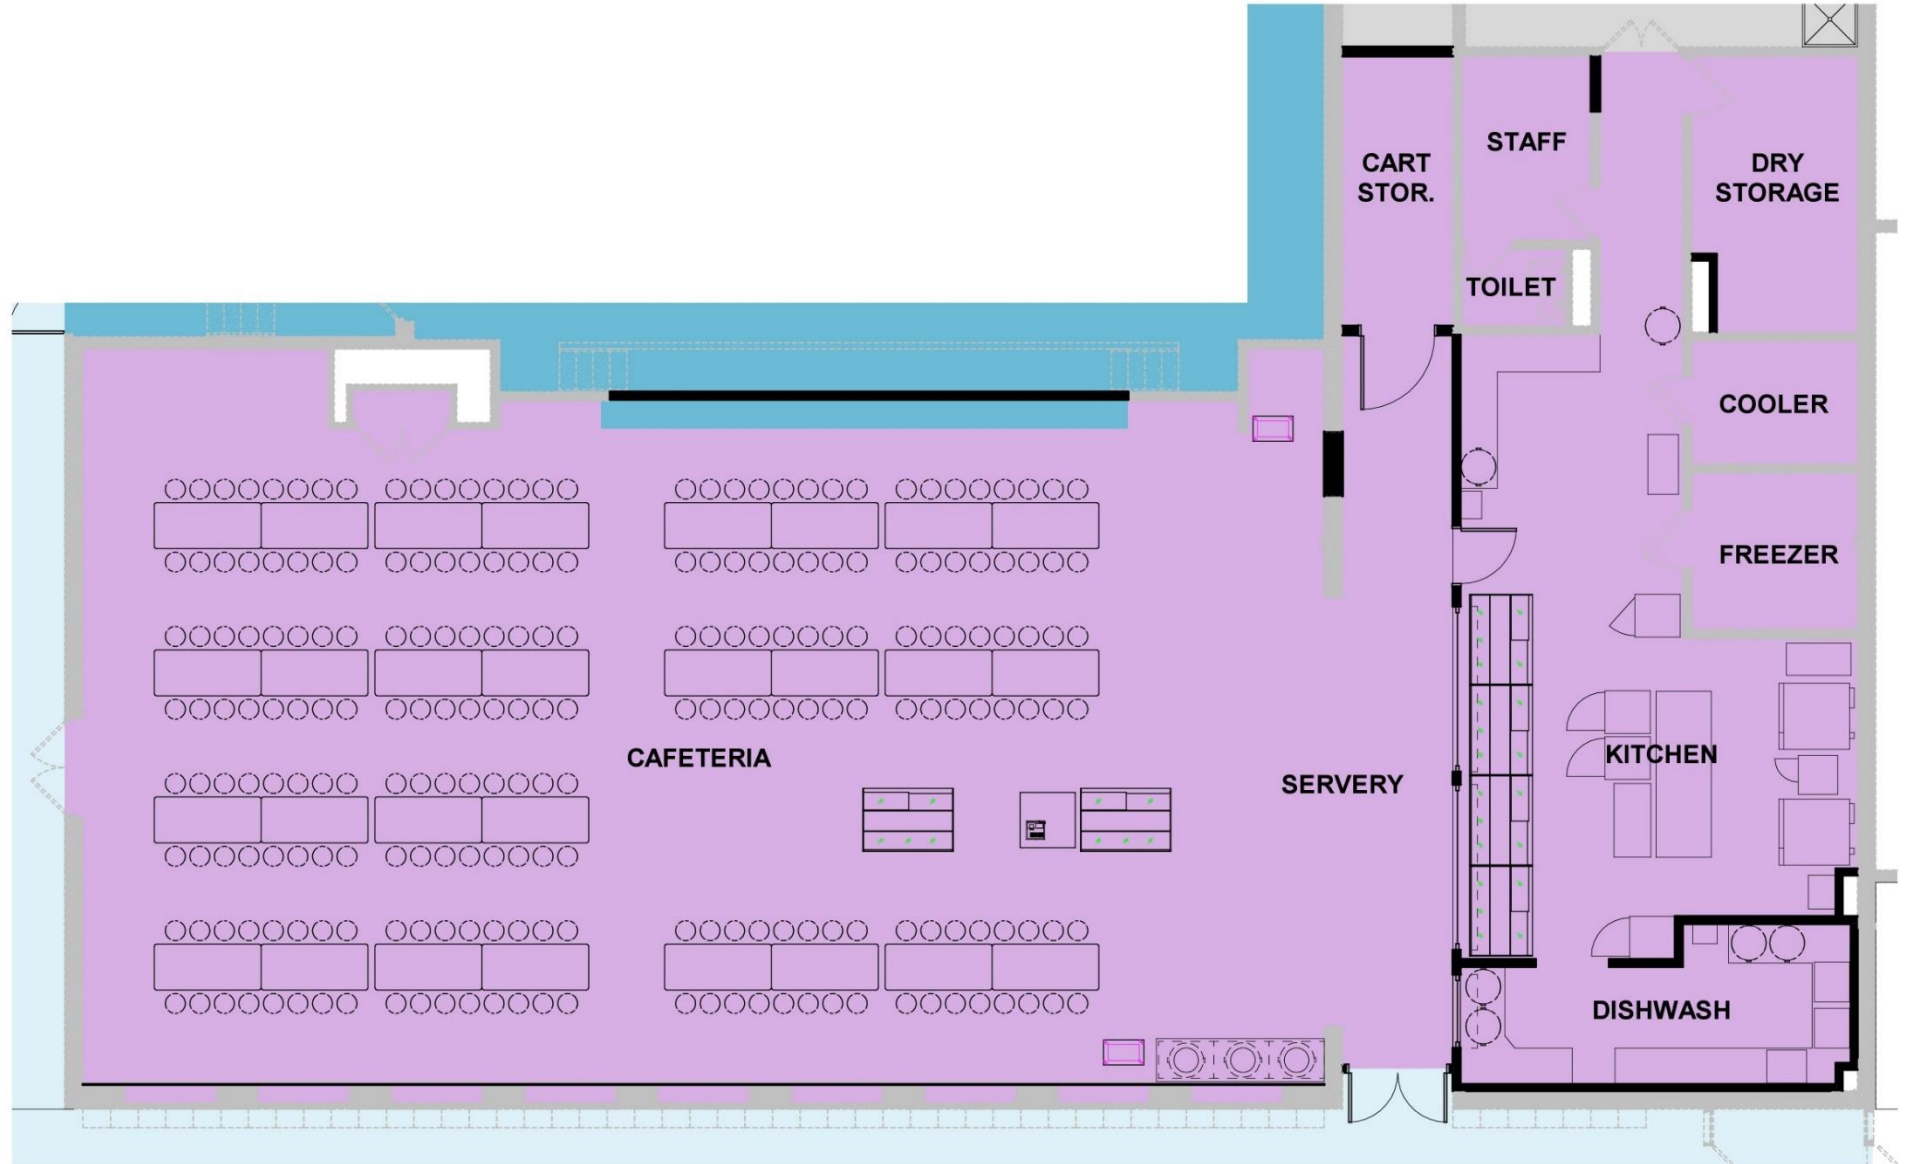 STAFF
CART
STOR.
DRY
STORAGE
TOILET
COOLER
FREEZER
CAFETERIA
SERVERY
KITCHEN
DISHWASH